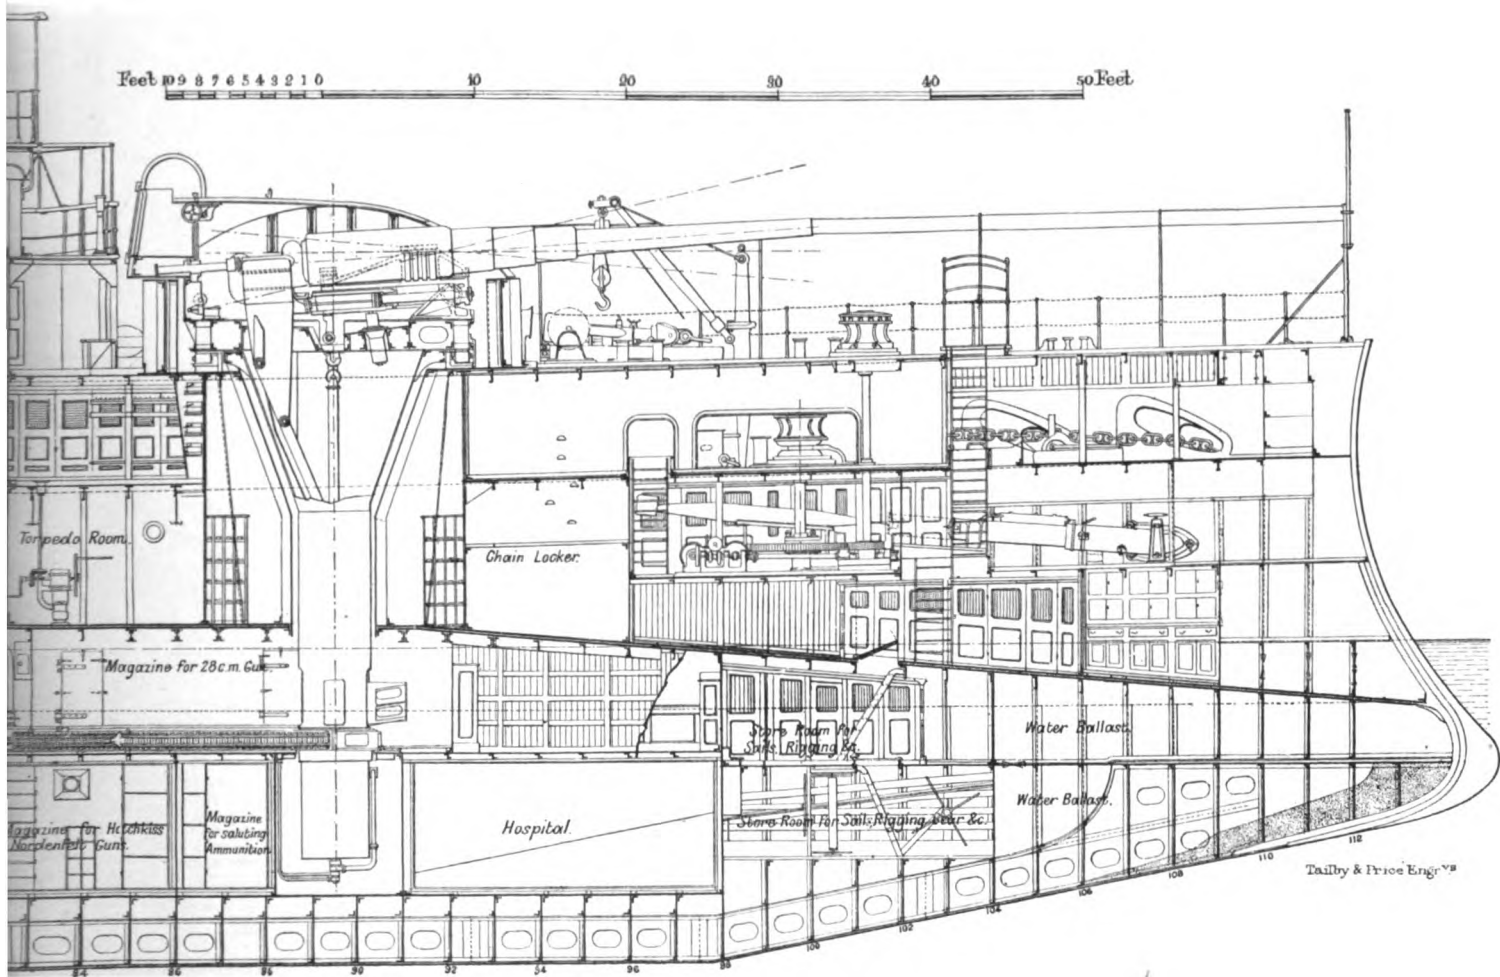 Feet 10 9 8 7 6 5 4 3 2 1 0 10 20 30 40 50 Feet
Torpedo Room.
Chain Locker.
Magazine for 28 c.m. Gun.
Store Room for
Sails, Rigging &c.
Water Ballast.
Magazine for Hotchkiss
Nordenfelt Guns.
Magazine
for saluting
Ammunition
Hospital.
Store Room for Sails, Rigging Gear &c.
Water Ballast.
Tailby & Price Engrvs
84 86 88 90 92 94 96 98 100 102 104 106 108 110 112